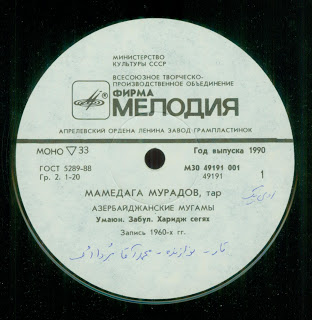 МИНИСТЕРСТВО
КУЛЬТУРЫ СССР
ВСЕСОЮЗНОЕ ТВОРЧЕСКО-
ПРОИЗВОДСТВЕННОЕ ОБЪЕДИНЕНИЕ
ФИРМА
МЕЛОДИЯ
АПРЕЛЕВСКИЙ ОРДЕНА ЛЕНИНА ЗАВОД ГРАМПЛАСТИНОК
МОНО 33 Год выпуска 1990
ГОСТ 5289-88 М30 49191 001
Гр. 2. 1-20 49191 1
МАМЕДАГА МУРАДОВ, тар
АЗЕРБАЙДЖАНСКИЕ МУГАМЫ
Умаюн. Забул. Харидж сегях
Запись 1960-х гг.